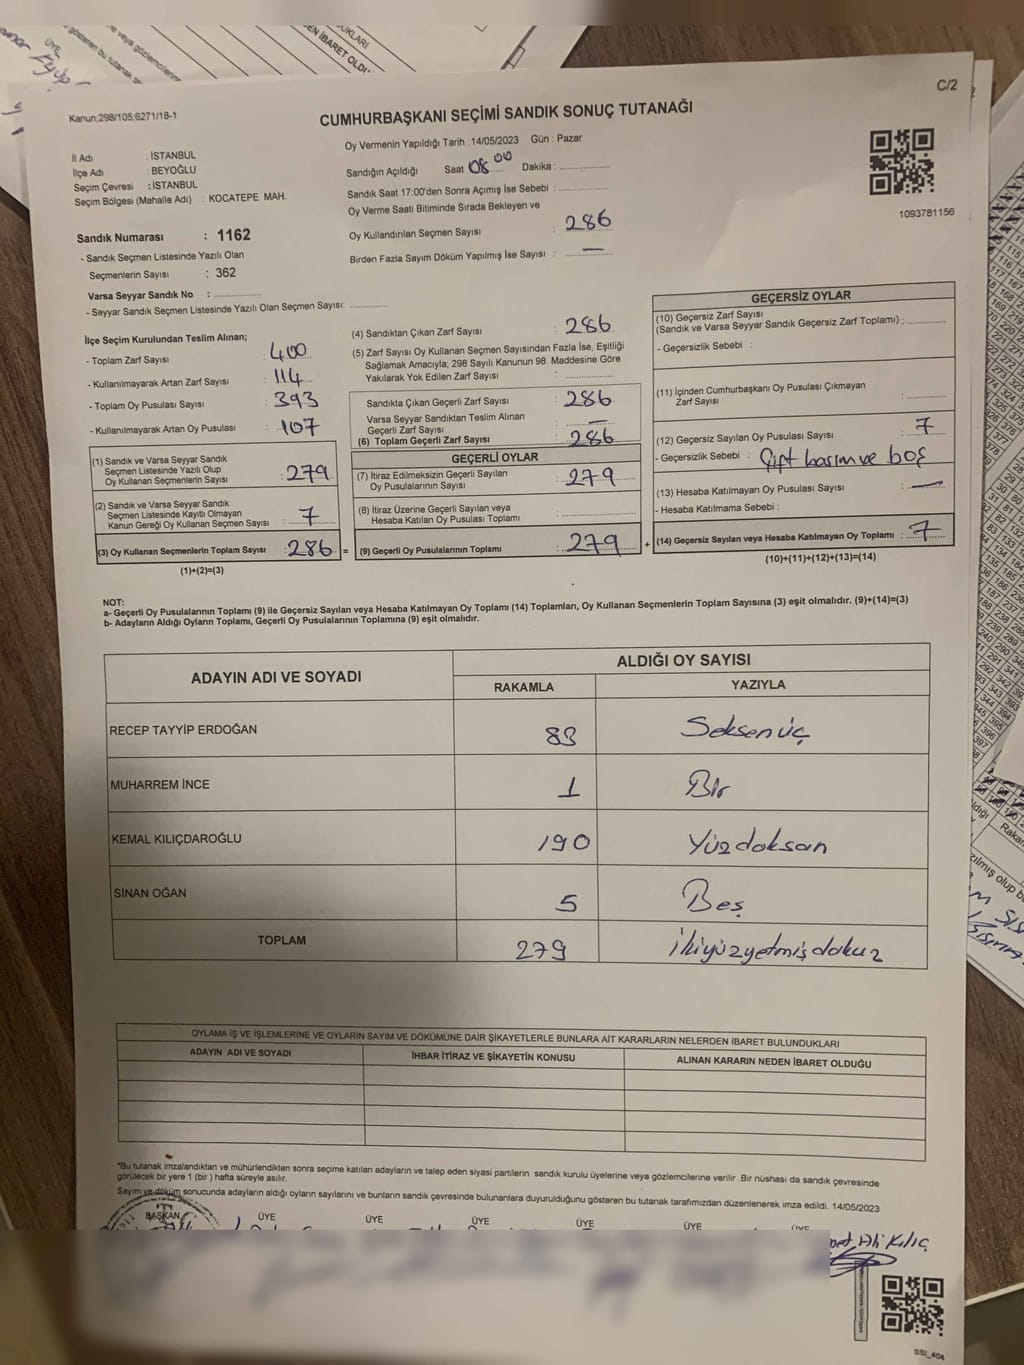 C/2
Kanun:298/105,6271/18-1
CUMHURBAŞKANI SEÇİMİ SANDIK SONUÇ TUTANAĞI
Oy Vermenin Yapıldığı Tarih : 14/05/2023 Gün : Pazar
İl Adı : İSTANBUL
İlçe Adı : BEYOĞLU
Seçim Çevresi : İSTANBUL
Seçim Bölgesi (Mahalle Adı) : KOCATEPE MAH.
Sandığın Açıldığı Saat 08.00 Dakika :
Sandık Saat 17:00'den Sonra Açımış İse Sebebi :
Oy Verme Saati Bitiminde Sırada Bekleyen ve
Oy Kullandırılan Seçmen Sayısı : 286
Birden Fazla Sayım Döküm Yapılmış İse Sayısı : —
1093781156
Sandık Numarası : 1162
- Sandık Seçmen Listesinde Yazılı Olan
Seçmenlerin Sayısı : 362
Varsa Seyyar Sandık No :
- Seyyar Sandık Seçmen Listesinde Yazılı Olan Seçmen Sayısı:
İlçe Seçim Kurulundan Teslim Alınan;
- Toplam Zarf Sayısı : 400
- Kullanılmayarak Artan Zarf Sayısı : 114
- Toplam Oy Pusulası Sayısı : 393
- Kullanılmayarak Artan Oy Pusulası : 107
(1) Sandık ve Varsa Seyyar Sandık
Seçmen Listesinde Yazılı Olup
Oy Kullanan Seçmenlerin Sayısı : 279
(2) Sandık ve Varsa Seyyar Sandık
Seçmen Listesinde Kayıtlı Olmayan
Kanun Gereği Oy Kullanan Seçmen Sayısı : 7
(3) Oy Kullanan Seçmenlerin Toplam Sayısı : 286 =
(1)+(2)=(3)
(4) Sandıktan Çıkan Zarf Sayısı : 286
(5) Zarf Sayısı Oy Kullanan Seçmen Sayısından Fazla İse, Eşitliği
Sağlamak Amacıyla; 298 Sayılı Kanunun 98. Maddesine Göre
Yakılarak Yok Edilen Zarf Sayısı :
Sandıkta Çıkan Geçerli Zarf Sayısı : 286
Varsa Seyyar Sandıktan Teslim Alınan
Geçerli Zarf Sayısı : —
(6) Toplam Geçerli Zarf Sayısı : 286
GEÇERLİ OYLAR
(7) İtiraz Edilmeksizin Geçerli Sayılan
Oy Pusulalarının Sayısı : 279
(8) İtiraz Üzerine Geçerli Sayılan veya
Hesaba Katılan Oy Pusulası Toplamı :
(9) Geçerli Oy Pusulalarının Toplamı : 279 +
GEÇERSİZ OYLAR
(10) Geçersiz Zarf Sayısı
(Sandık ve Varsa Seyyar Sandık Geçersiz Zarf Toplamı) :
- Geçersizlik Sebebi :
(11) İçinden Cumhurbaşkanı Oy Pusulası Çıkmayan
Zarf Sayısı :
(12) Geçersiz Sayılan Oy Pusulası Sayısı : 7
- Geçersizlik Sebebi : Çift basım ve boş
(13) Hesaba Katılmayan Oy Pusulası Sayısı : —
- Hesaba Katılmama Sebebi :
(14) Geçersiz Sayılan veya Hesaba Katılmayan Oy Toplamı : 7
(10)+(11)+(12)+(13)=(14)
NOT:
a- Geçerli Oy Pusulalarının Toplamı (9) ile Geçersiz Sayılan veya Hesaba Katılmayan Oy Toplamı (14) Toplamları, Oy Kullanan Seçmenlerin Toplam Sayısına (3) eşit olmalıdır. (9)+(14)=(3)
b- Adayların Aldığı Oyların Toplamı, Geçerli Oy Pusulalarının Toplamına (9) eşit olmalıdır.
ADAYIN ADI VE SOYADI ALDIĞI OY SAYISI
RAKAMLA YAZIYLA
RECEP TAYYİP ERDOĞAN 83 Seksenüç
MUHARREM İNCE 1 Bir
KEMAL KILIÇDAROĞLU 190 Yüzdoksan
SİNAN OĞAN 5 Beş
TOPLAM 279 İkiyüzyetmişdokuz
OYLAMA İŞ VE İŞLEMLERİNE VE OYLARIN SAYIM VE DÖKÜMÜNE DAİR ŞİKAYETLERLE BUNLARA AİT KARARLARIN NELERDEN İBARET BULUNDUKLARI
ADAYIN ADI VE SOYADI İHBAR İTİRAZ VE ŞİKAYETİN KONUSU ALINAN KARARIN NEDEN İBARET OLDUĞU
*Bu tutanak imzalandıktan ve mühürlendikten sonra seçime katılan adayların ve talep eden siyasi partilerin sandık kurulu üyelerine veya gözlemcilerine verilir. Bir nüshası da sandık çevresinde
görülecek bir yere 1 (bir) hafta süreyle asılır.
Sayım ve döküm sonucunda adayların aldığı oyların sayılarını ve bunların sandık çevresinde bulunanlara duyurulduğunu gösteren bu tutanak tarafımızdan düzenlenerek imza edildi. 14/05/2023
BAŞKAN ÜYE ÜYE ÜYE ÜYE ÜYE ÜYE
Ali Kılıç
SSI_404